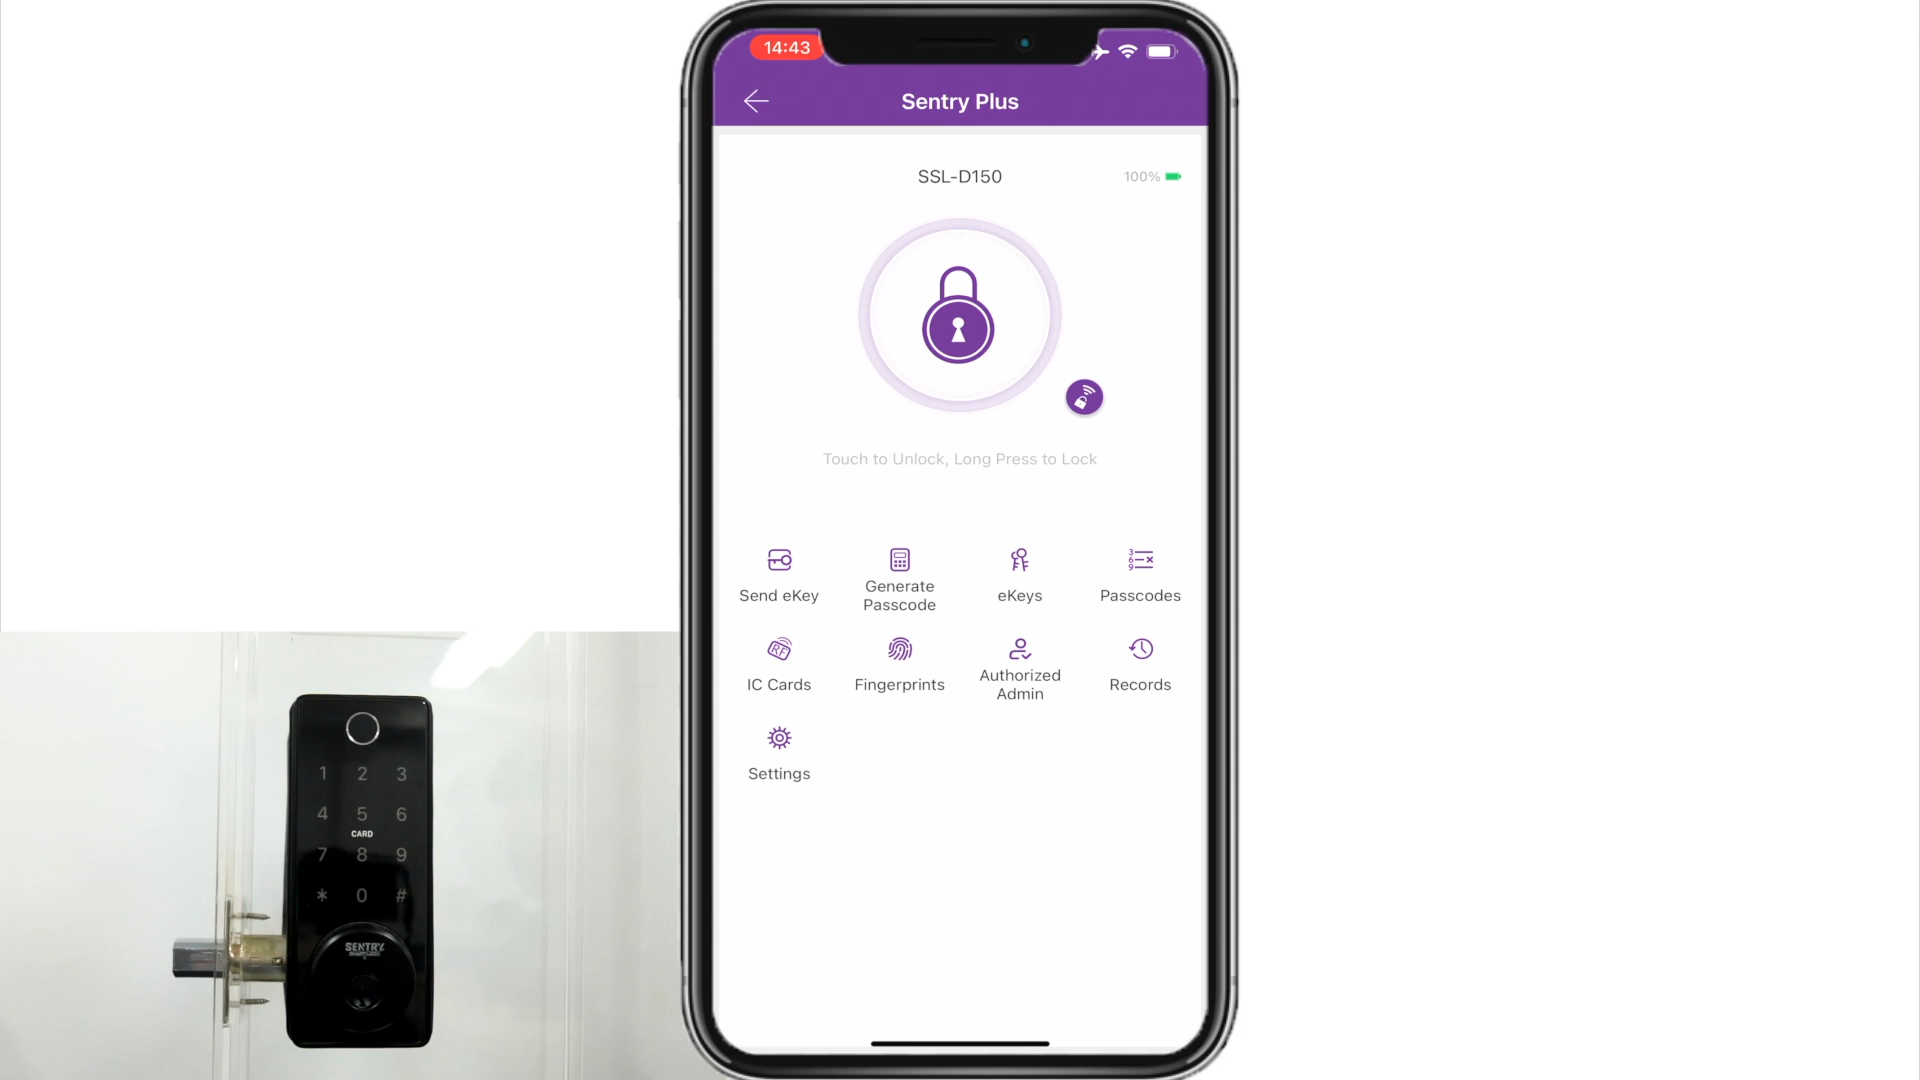 14:43
Sentry Plus
SSL-D150
100%
Touch to Unlock, Long Press to Lock
Send eKey
Generate
Passcode
eKeys
Passcodes
IC Cards
Fingerprints
Authorized
Admin
Records
Settings
1 2 3
4 5 6
CARD
7 8 9
* 0 #
SENTRY